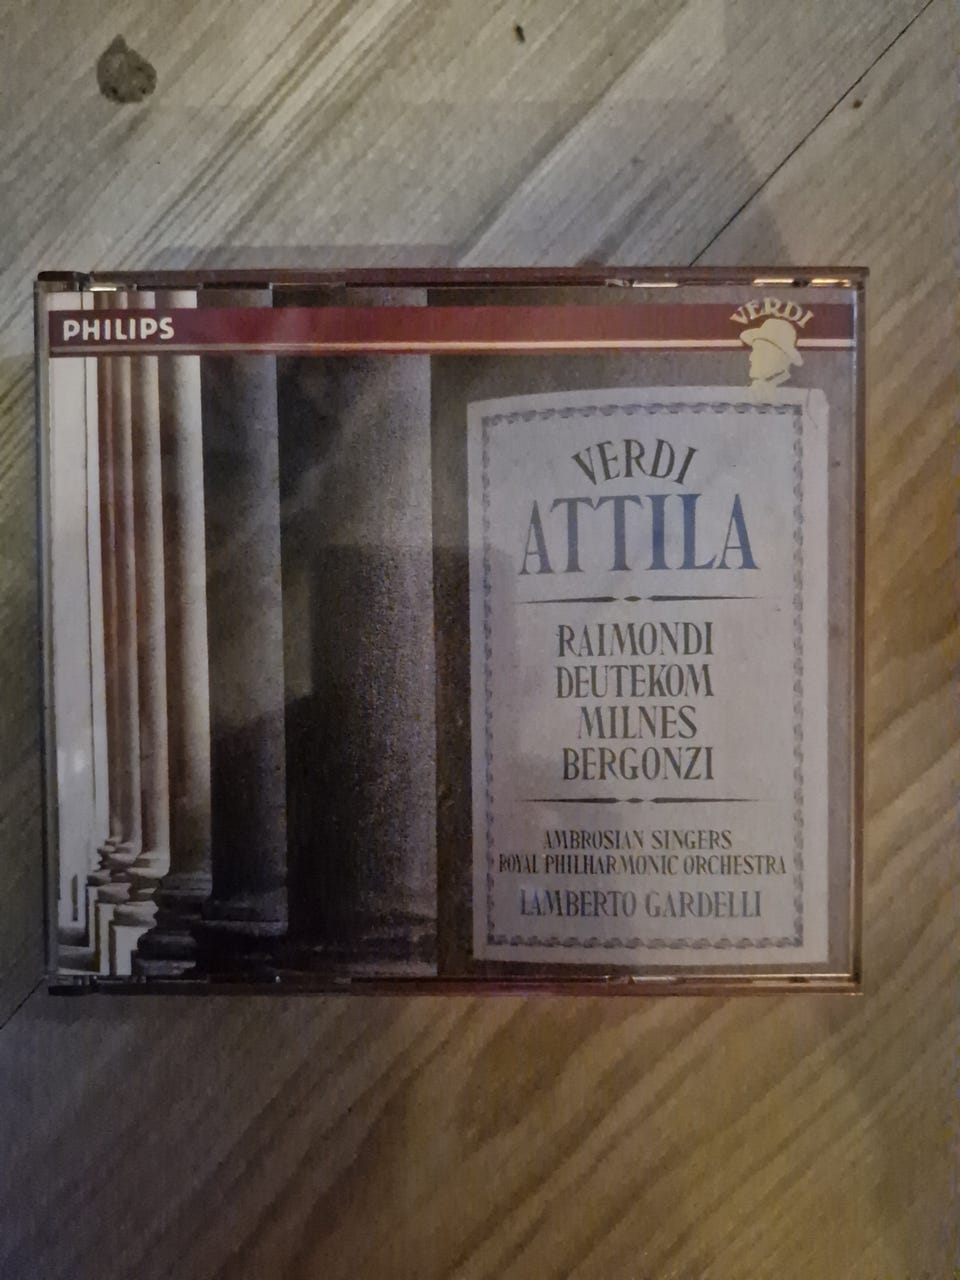 PHILIPS
VERDI
VERDI
ATTILA
RAIMONDI
DEUTEKOM
MILNES
BERGONZI
AMBROSIAN SINGERS
ROYAL PHILHARMONIC ORCHESTRA
LAMBERTO GARDELLI